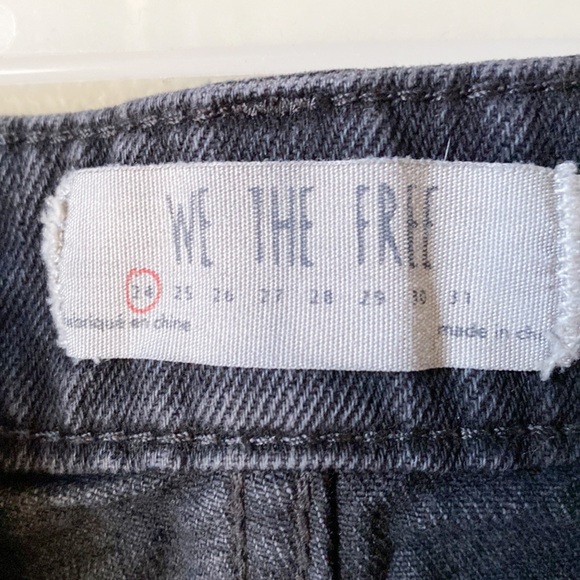 WE THE FREE
24 25 26 27 28 29 30 31
fabriqué en chine made in chi